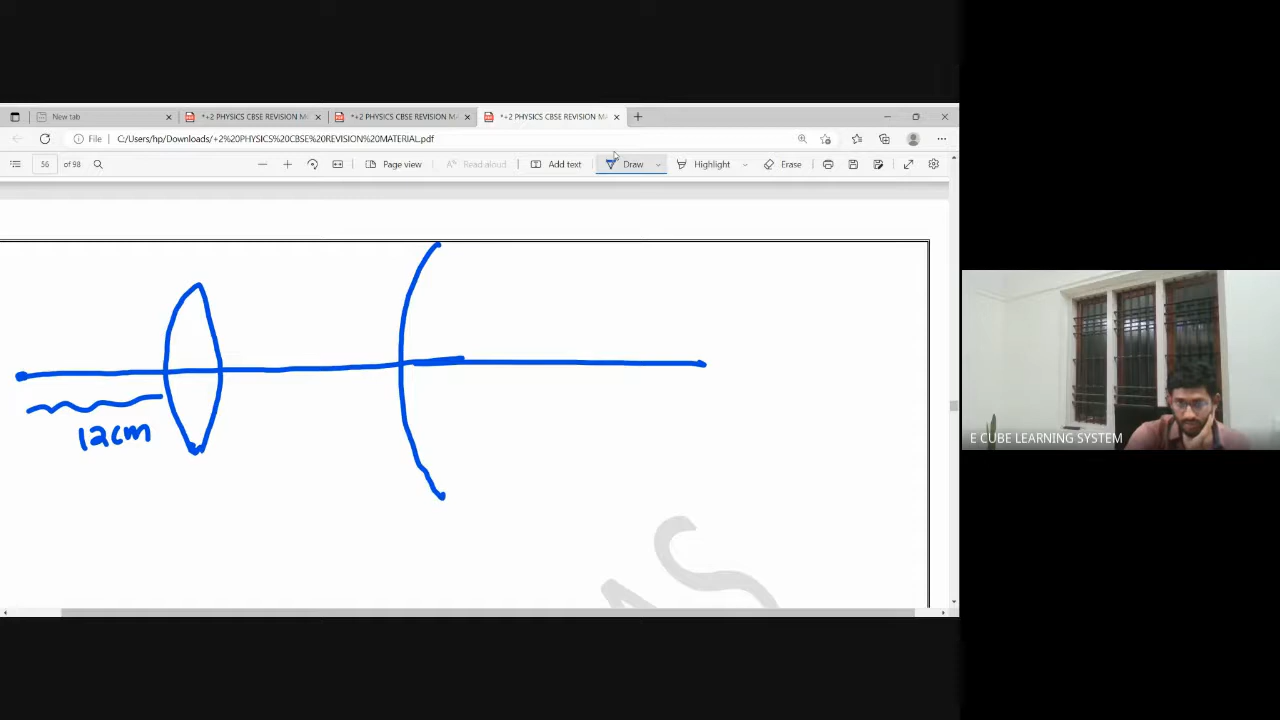 New tab
*+2 PHYSICS CBSE REVISION M
*+2 PHYSICS CBSE REVISION MA
*+2 PHYSICS CBSE REVISION MA
File C:/Users/hp/Downloads/+2%20PHYSICS%20CBSE%20REVISION%20MATERIAL.pdf
56 of 98 Page view Read aloud Add text Draw Highlight Erase
12cm
E CUBE LEARNING SYSTEM